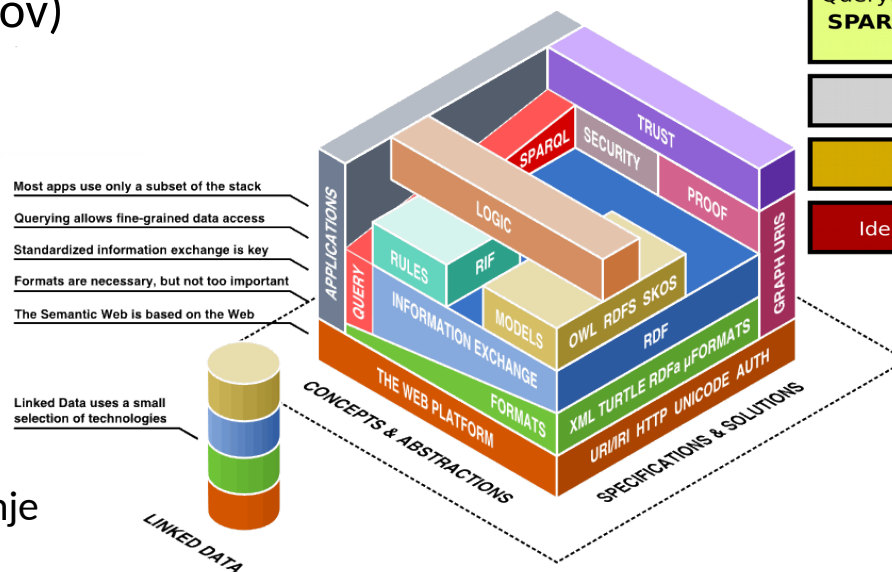 ov)
SPAR
Most apps use only a subset of the stack
Querying allows fine-grained data access
Standardized information exchange is key
Formats are necessary, but not too important
The Semantic Web is based on the Web
Linked Data uses a small
selection of technologies
LINKED DATA
APPLICATIONS
TRUST
SPARQL
SECURITY
PROOF
LOGIC
RULES
RIF
QUERY
INFORMATION EXCHANGE
MODELS
OWL RDFS SKOS
RDF
GRAPH URIS
FORMATS
XML TURTLE RDFa µFORMATS
THE WEB PLATFORM
URI/IRI HTTP UNICODE AUTH
CONCEPTS & ABSTRACTIONS
SPECIFICATIONS & SOLUTIONS
Ide
nje